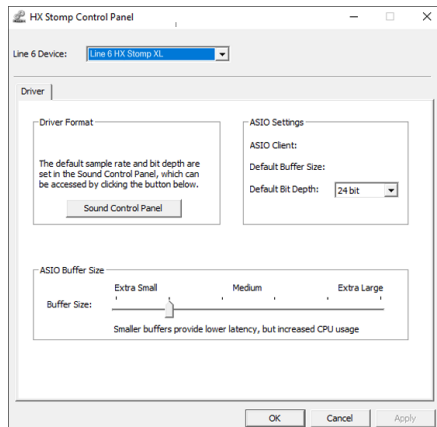 HX Stomp Control Panel
Line 6 Device:
Line 6 HX Stomp XL
Driver
Driver Format
The default sample rate and bit depth are
set in the Sound Control Panel, which can
be accessed by clicking the button below.
Sound Control Panel
ASIO Settings
ASIO Client:
Default Buffer Size:
Default Bit Depth:
24 bit
ASIO Buffer Size
Extra Small
Medium
Extra Large
Buffer Size:
Smaller buffers provide lower latency, but increased CPU usage
OK
Cancel
Apply